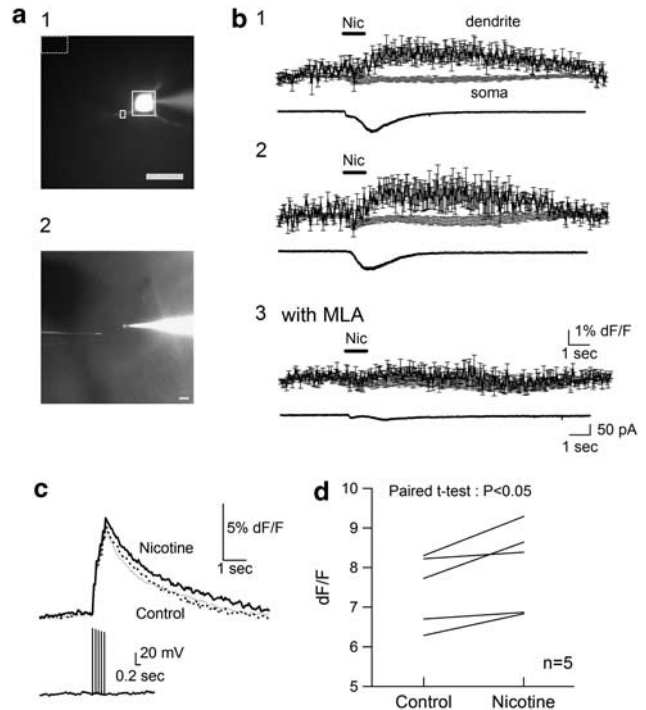 a
1
2
b
1
Nic
dendrite
soma
2
Nic
3 with MLA
Nic
1% dF/F
1 sec
50 pA
1 sec
c
Nicotine
Control
5% dF/F
1 sec
20 mV
0.2 sec
d
Paired t-test : P<0.05
10
9
8
7
6
5
dF/F
Control
Nicotine
n=5